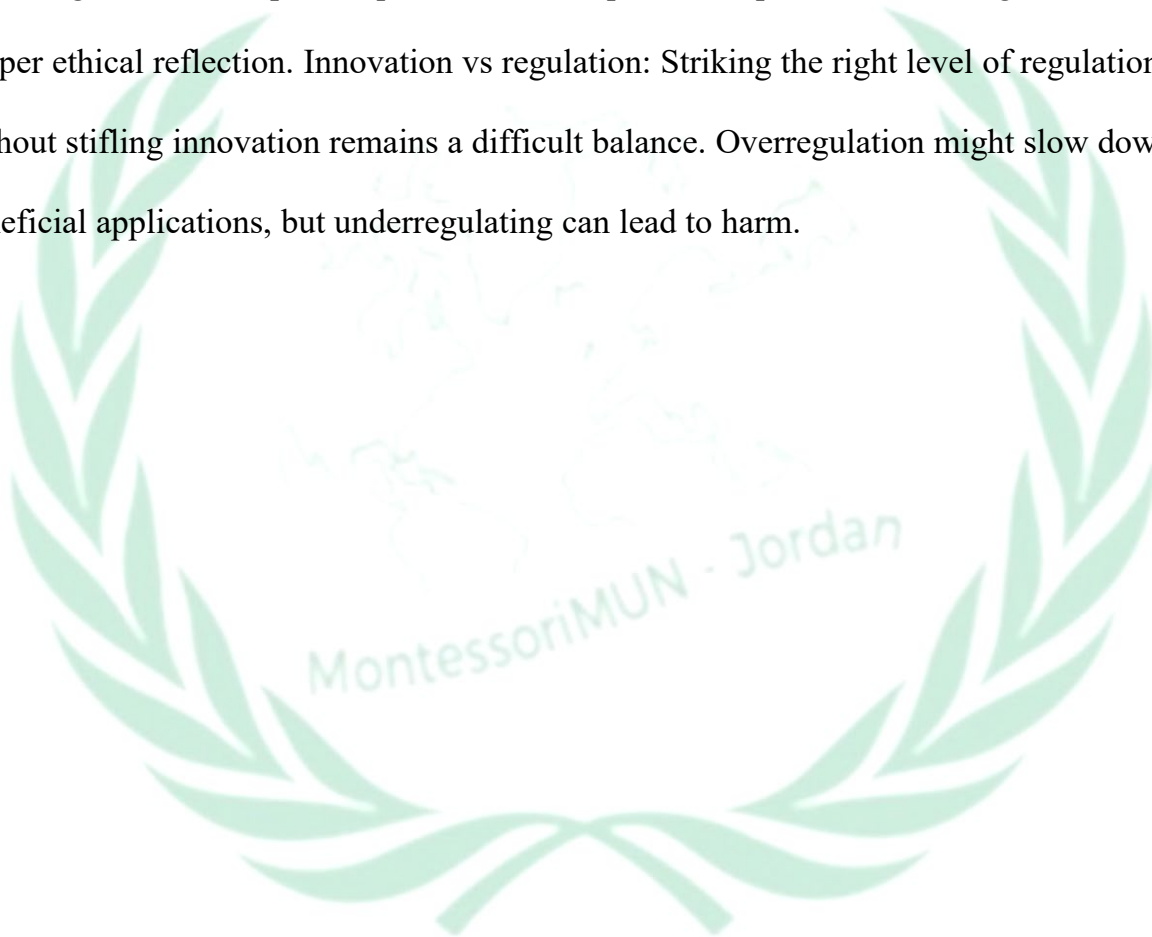 per ethical reflection. Innovation vs regulation: Striking the right level of regulation
hout stifling innovation remains a difficult balance. Overregulation might slow dow
eficial applications, but underregulating can lead to harm.
MontessoriMUN - Jordan